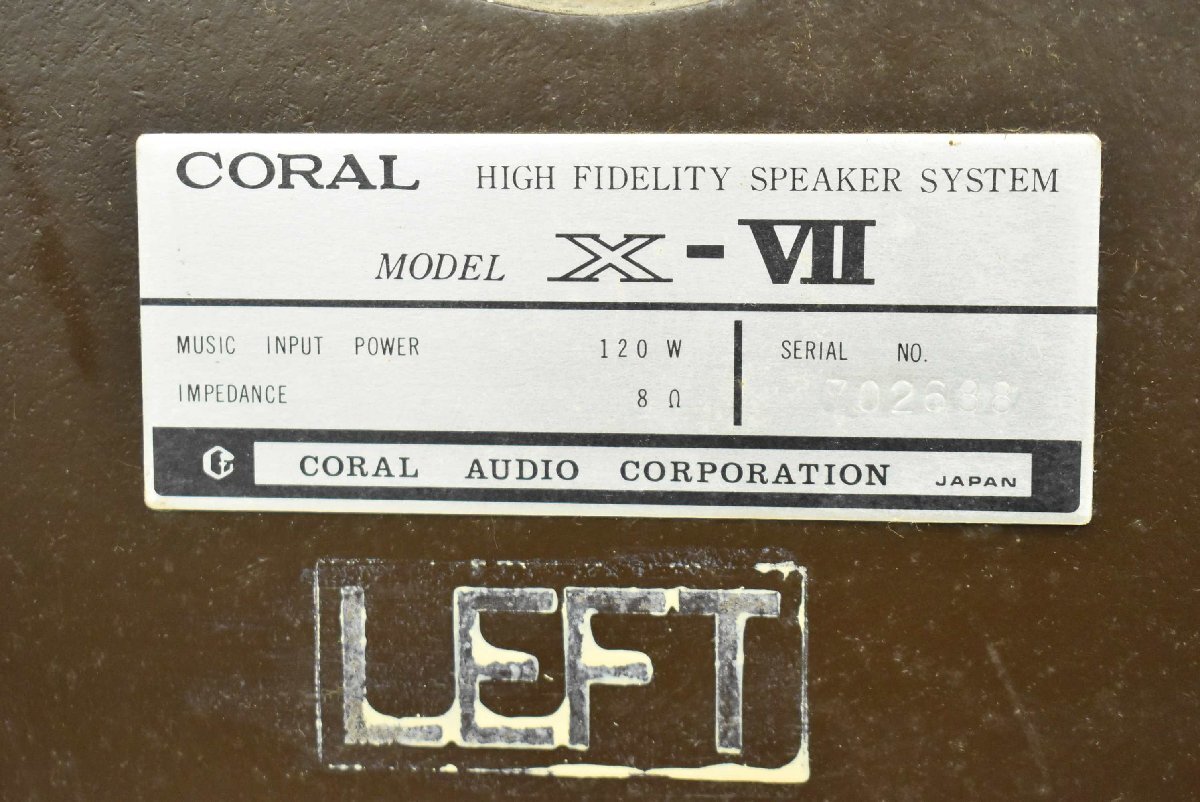 CORAL HIGH FIDELITY SPEAKER SYSTEM
MODEL X-VII
MUSIC INPUT POWER 120 W
IMPEDANCE 8 Ω
SERIAL NO.
CORAL AUDIO CORPORATION JAPAN
LEFT